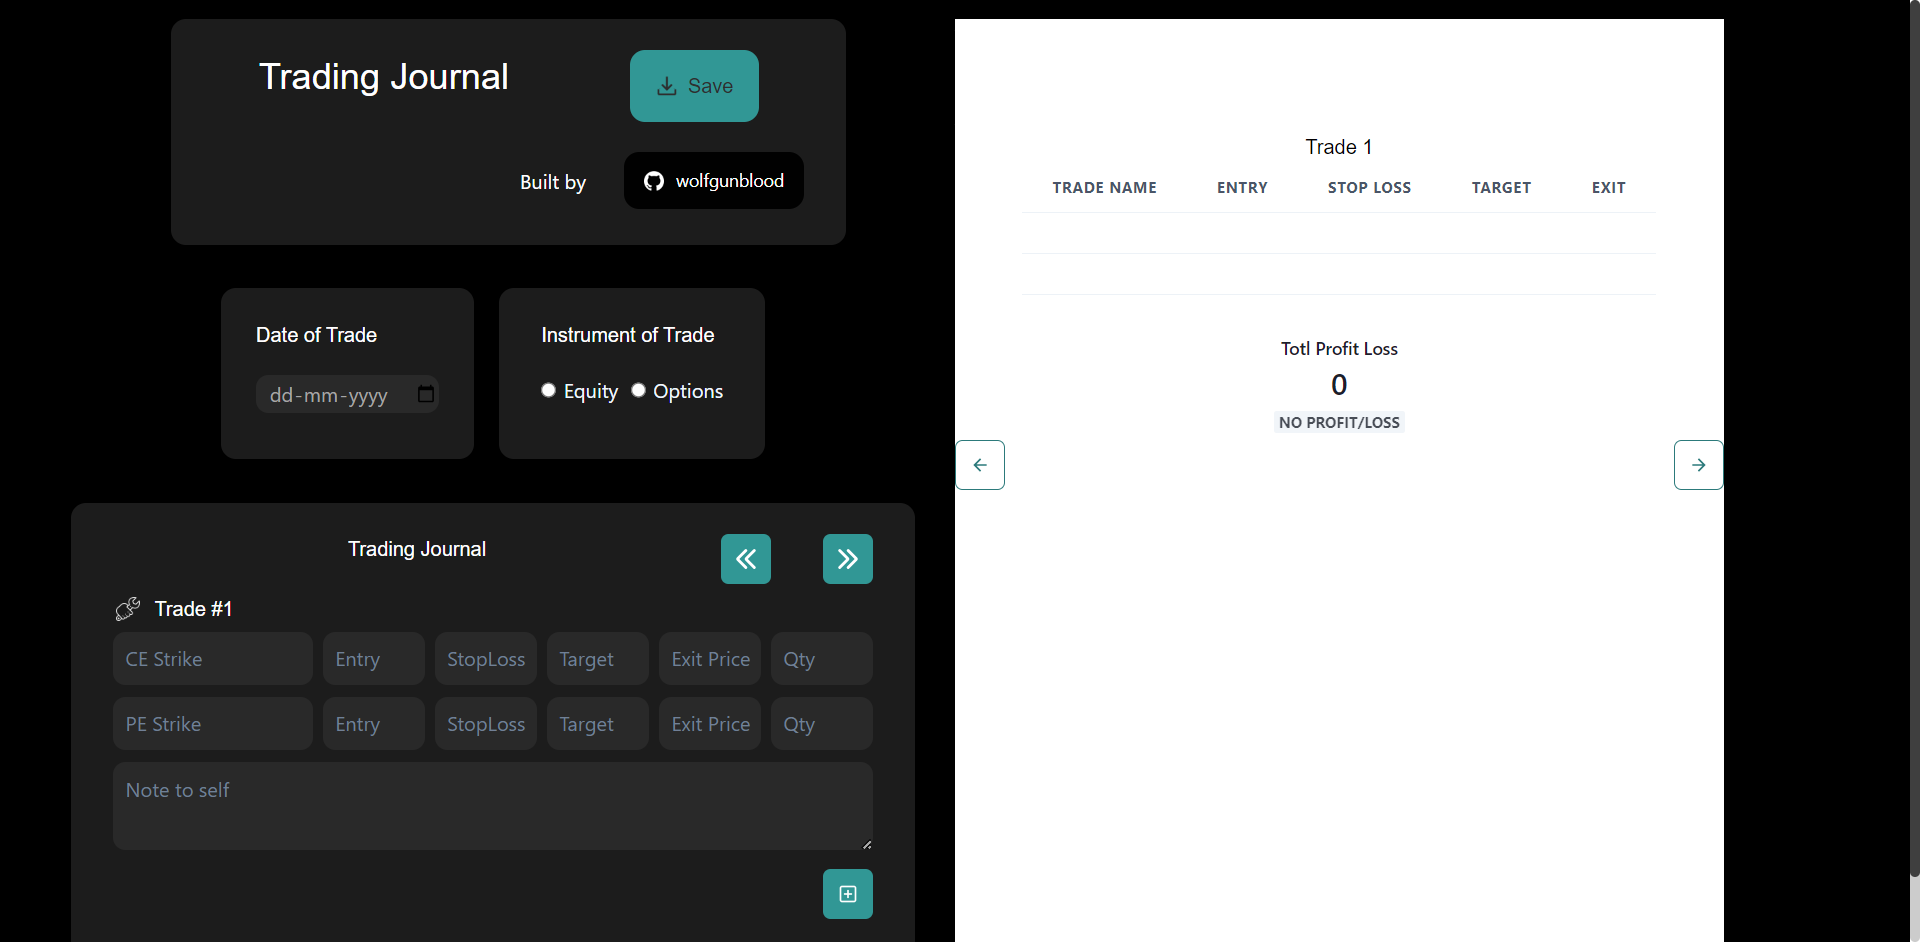 Trading Journal
Save
Built by
wolfgunblood
Date of Trade
dd-mm-yyyy
Instrument of Trade
Equity Options
Trading Journal
Trade #1
CE Strike Entry StopLoss Target Exit Price Qty
PE Strike Entry StopLoss Target Exit Price Qty
Note to self
Trade 1
TRADE NAME ENTRY STOP LOSS TARGET EXIT
Totl Profit Loss
0
NO PROFIT/LOSS